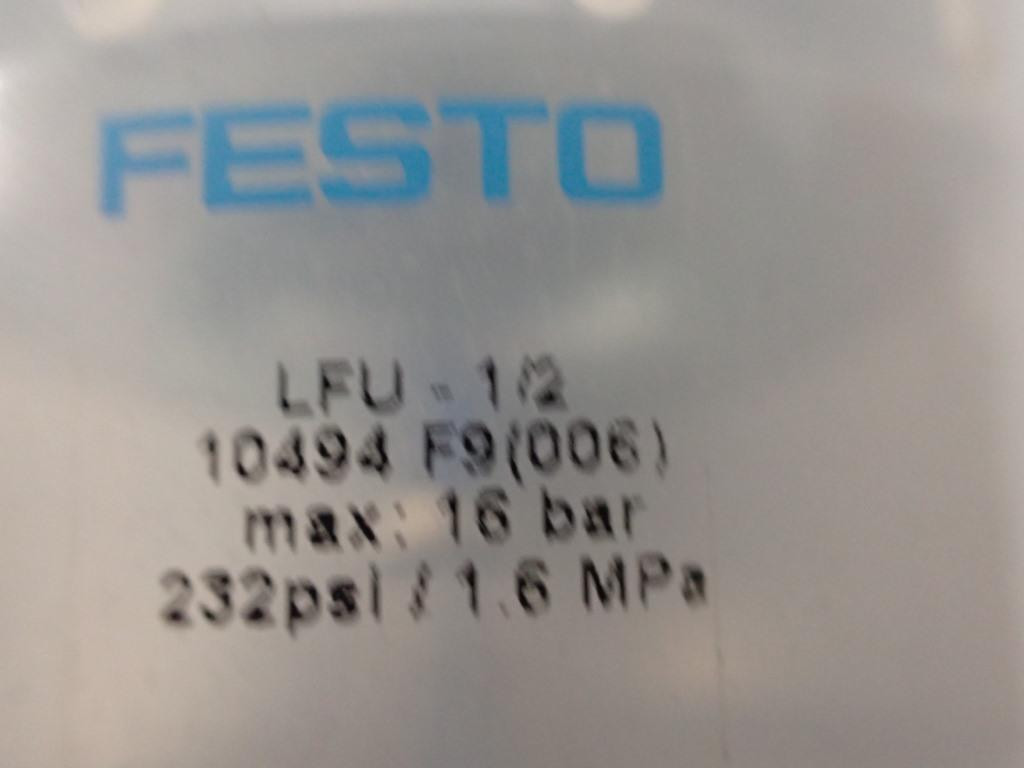 FESTO
LFU - 1/2
10494 F9(006)
max: 16 bar
232psi / 1.6 MPa